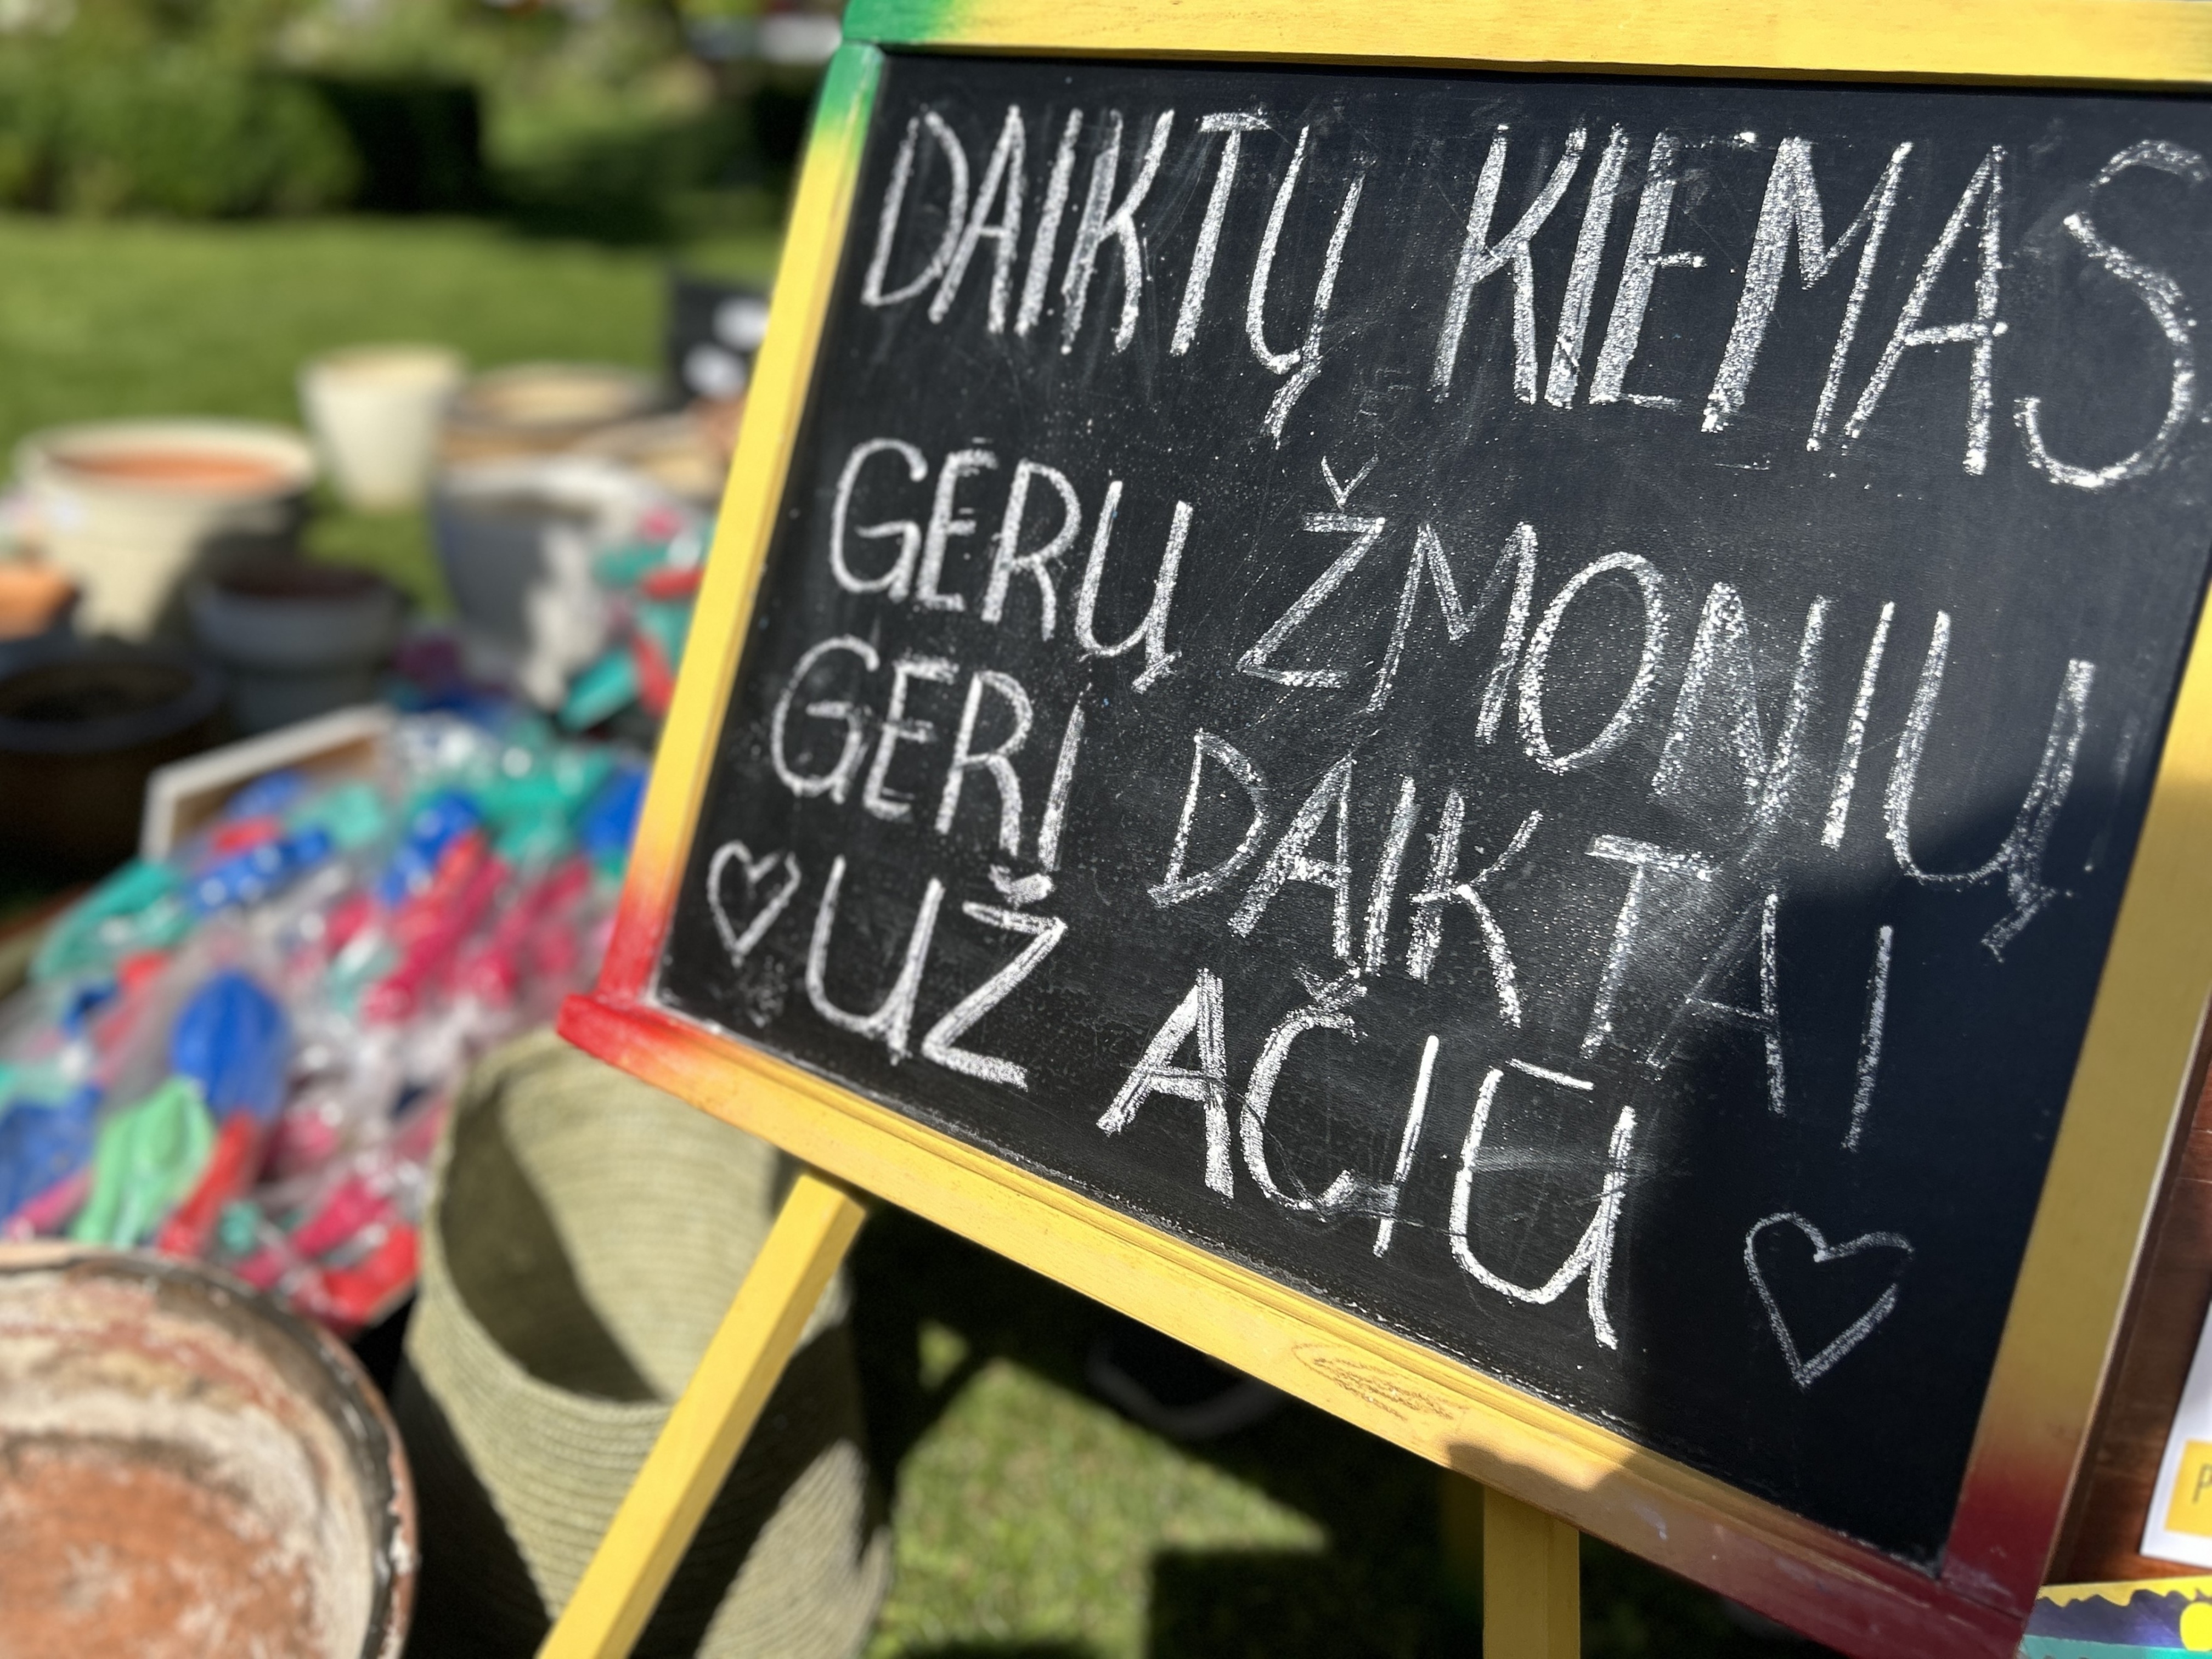 DAIKTŲ KIEMAS
GERŲ ŽMONIŲ
GERI DAIKTAI
♡ UŽ AČIŪ ♡